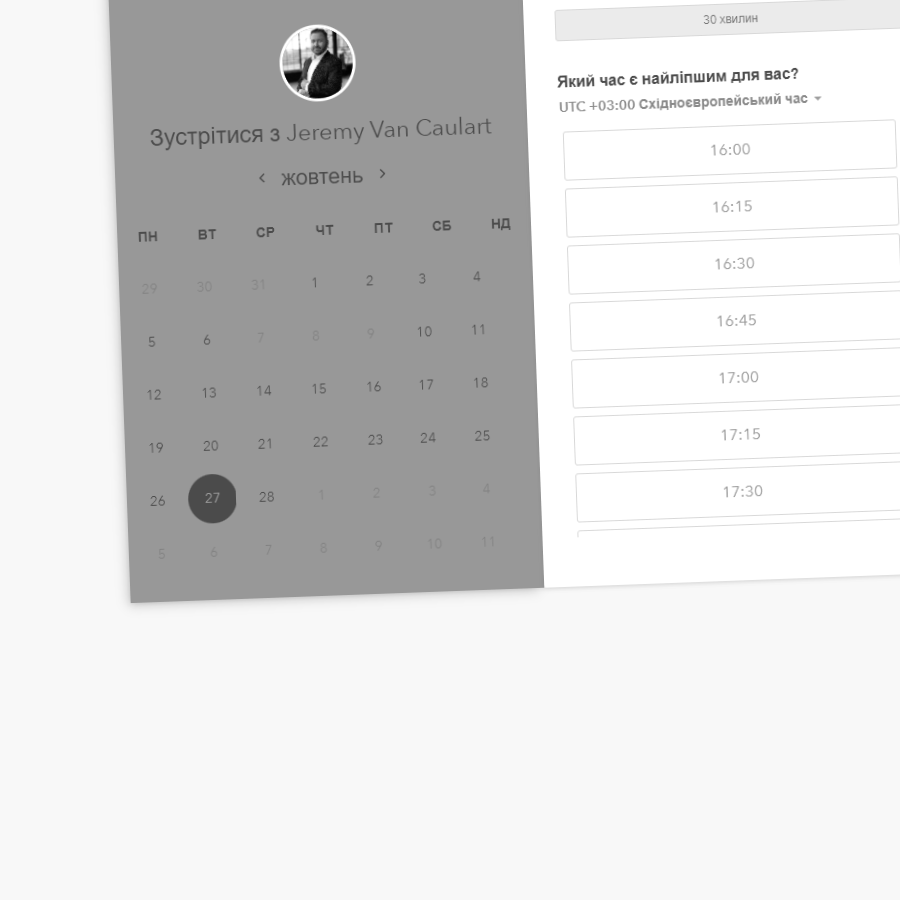 Зустрітися з Jeremy Van Caulart
‹ жовтень ›
ПН ВТ СР ЧТ ПТ СБ НД
29 30 31 1 2 3 4
5 6 7 8 9 10 11
12 13 14 15 16 17 18
19 20 21 22 23 24 25
26 27 28 1 2 3 4
5 6 7 8 9 10 11
30 хвилин
Який час є найліпшим для вас?
UTC +03:00 Східноєвропейський час
16:00
16:15
16:30
16:45
17:00
17:15
17:30